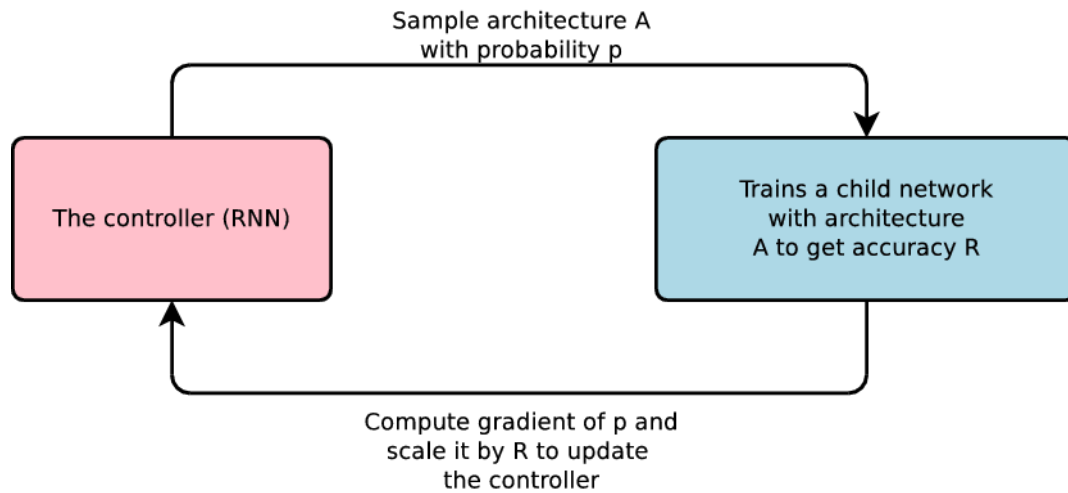 Sample architecture A
with probability p
The controller (RNN)
Trains a child network
with architecture
A to get accuracy R
Compute gradient of p and
scale it by R to update
the controller